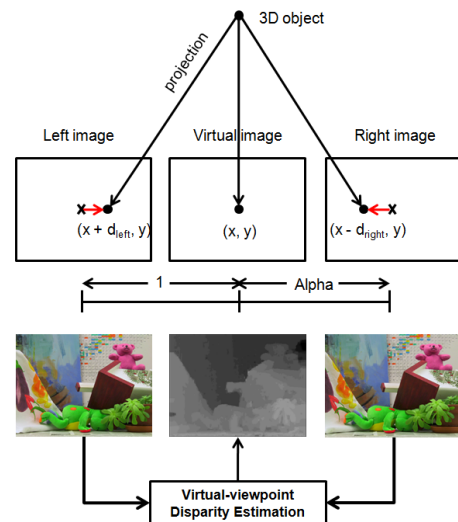 3D object
projection
Left image
Virtual image
Right image
(x + d_left, y)
(x, y)
(x - d_right, y)
1
Alpha
Virtual-viewpoint
Disparity Estimation